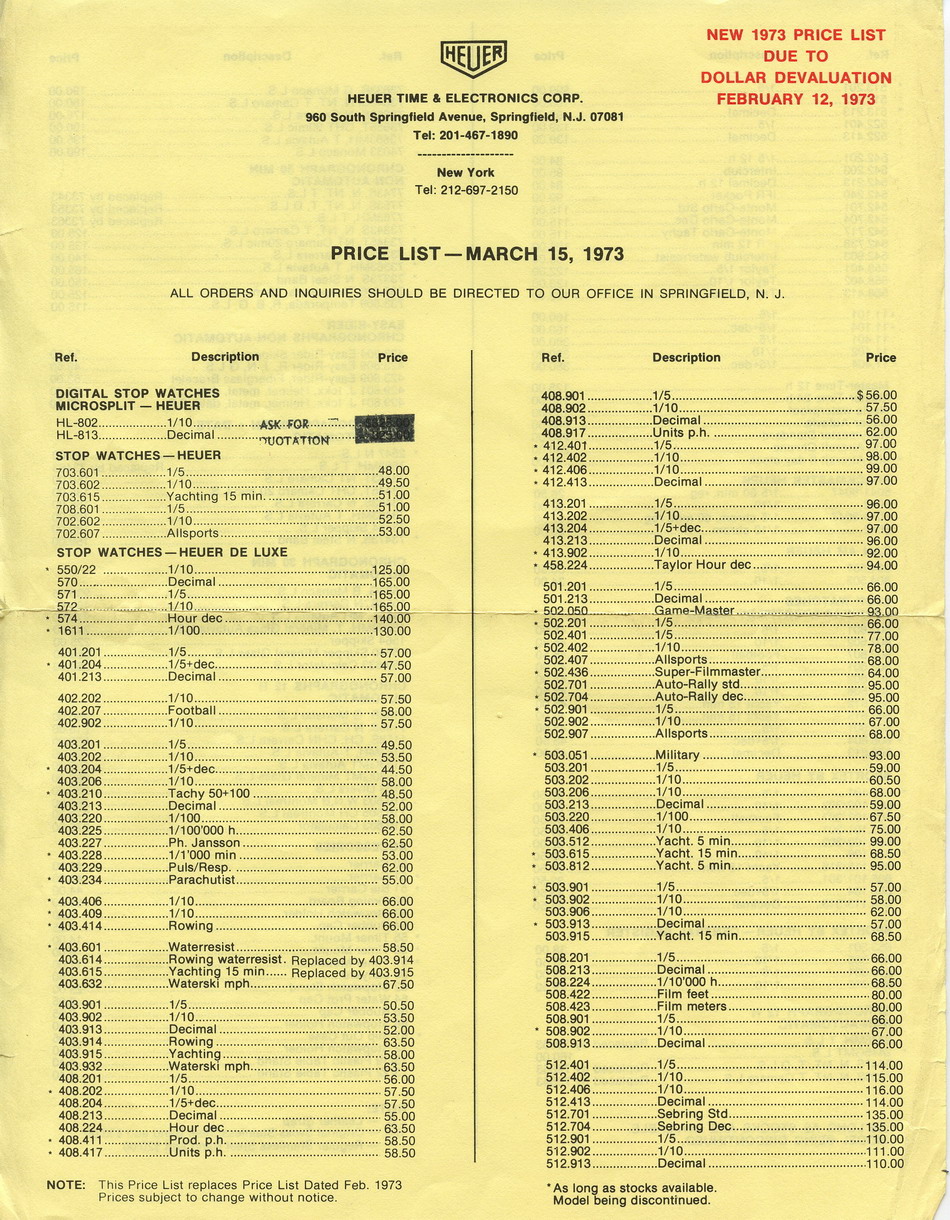 NEW 1973 PRICE LIST
DUE TO
DOLLAR DEVALUATION
FEBRUARY 12, 1973
HEUER
HEUER TIME & ELECTRONICS CORP.
960 South Springfield Avenue, Springfield, N.J. 07081
Tel: 201-467-1890
--------------------
New York
Tel: 212-697-2150
PRICE LIST — MARCH 15, 1973
ALL ORDERS AND INQUIRIES SHOULD BE DIRECTED TO OUR OFFICE IN SPRINGFIELD, N. J.
Ref. Description Price
DIGITAL STOP WATCHES
MICROSPLIT — HEUER
HL-802 1/10 ASK FOR
HL-813 Decimal QUOTATION
STOP WATCHES — HEUER
703.601 1/5 48.00
703.602 1/10 49.50
703.615 Yachting 15 min. 51.00
708.601 1/5 51.00
702.602 1/10 52.50
702.607 Allsports 53.00
STOP WATCHES — HEUER DE LUXE
* 550/22 1/10 125.00
570 Decimal 165.00
571 1/5 165.00
572 1/10 165.00
* 574 Hour dec 140.00
* 1611 1/100 130.00
401.201 1/5 57.00
* 401.204 1/5+dec 47.50
401.213 Decimal 57.00
402.202 1/10 57.50
402.207 Football 58.00
402.902 1/10 57.50
403.201 1/5 49.50
403.202 1/10 53.50
* 403.204 1/5+dec 44.50
403.206 1/10 58.00
* 403.210 Tachy 50+100 48.50
403.213 Decimal 52.00
403.220 1/100 58.00
403.225 1/100'000 h 62.50
403.227 Ph. Jansson 62.50
* 403.228 1/1'000 min 53.00
403.229 Puls/Resp. 62.00
* 403.234 Parachutist 55.00
* 403.406 1/10 66.00
* 403.409 1/10 66.00
* 403.414 Rowing 66.00
* 403.601 Waterresist 58.50
403.614 Rowing waterresist. Replaced by 403.914
403.615 Yachting 15 min Replaced by 403.915
403.632 Waterski mph 67.50
403.901 1/5 50.50
403.902 1/10 53.50
403.913 Decimal 52.00
403.914 Rowing 63.50
403.915 Yachting 58.00
403.932 Waterski mph 63.50
408.201 1/5 56.00
* 408.202 1/10 57.50
408.204 1/5+dec 57.50
408.213 Decimal 55.00
408.224 Hour dec 63.50
* 408.411 Prod. p.h. 58.50
* 408.417 Units p.h. 58.50
NOTE: This Price List replaces Price List Dated Feb. 1973
Prices subject to change without notice.
Ref. Description Price
408.901 1/5 $56.00
408.902 1/10 57.50
408.913 Decimal 56.00
408.917 Units p.h. 62.00
* 412.401 1/5 97.00
* 412.402 1/10 98.00
* 412.406 1/10 99.00
* 412.413 Decimal 97.00
413.201 1/5 96.00
413.202 1/10 97.00
413.204 1/5+dec 97.00
413.213 Decimal 96.00
* 413.902 1/10 92.00
* 458.224 Taylor Hour dec 94.00
501.201 1/5 66.00
501.213 Decimal 66.00
* 502.050 Game-Master 93.00
* 502.201 1/5 66.00
502.401 1/5 77.00
* 502.402 1/10 78.00
502.407 Allsports 68.00
* 502.436 Super-Filmmaster 64.00
502.701 Auto-Rally std 95.00
* 502.704 Auto-Rally dec 95.00
* 502.901 1/5 66.00
502.902 1/10 67.00
502.907 Allsports 68.00
* 503.051 Military 93.00
503.201 1/5 59.00
503.202 1/10 60.50
503.206 1/10 68.00
503.213 Decimal 59.00
503.220 1/100 67.50
503.406 1/10 75.00
503.512 Yacht. 5 min 99.00
* 503.615 Yacht. 15 min 68.50
* 503.812 Yacht. 5 min 95.00
* 503.901 1/5 57.00
* 503.902 1/10 58.00
503.906 1/10 62.00
* 503.913 Decimal 57.00
503.915 Yacht. 15 min 68.50
508.201 1/5 66.00
508.213 Decimal 66.00
508.224 1/10'000 h 68.50
508.422 Film feet 80.00
508.423 Film meters 80.00
508.901 1/5 66.00
* 508.902 1/10 67.00
508.913 Decimal 66.00
512.401 1/5 114.00
512.402 1/10 115.00
512.406 1/10 116.00
512.413 Decimal 114.00
512.701 Sebring Std 135.00
512.704 Sebring Dec 135.00
512.901 1/5 110.00
512.902 1/10 111.00
512.913 Decimal 110.00
*As long as stocks available.
Model being discontinued.